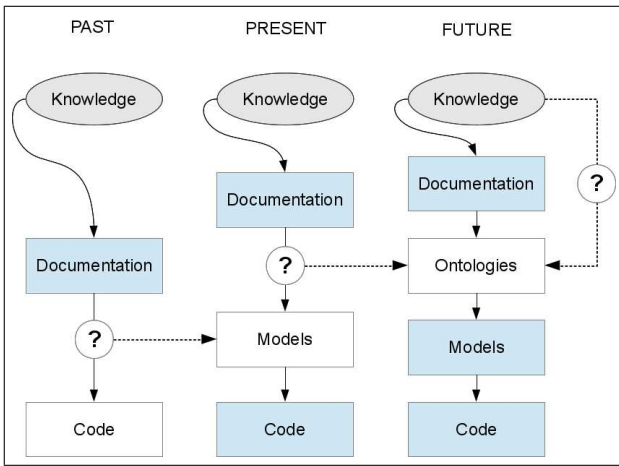 PAST
PRESENT
FUTURE
Knowledge
Knowledge
Knowledge
Documentation
Documentation
Documentation
?
?
?
Ontologies
Models
Models
Code
Code
Code